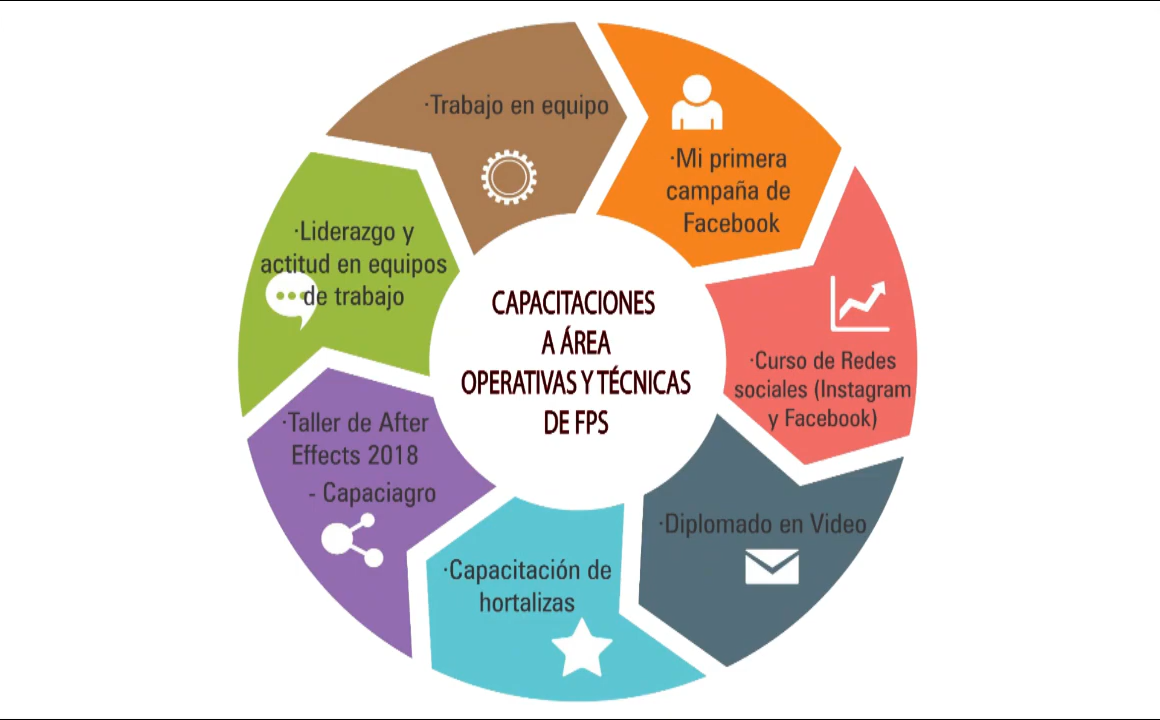 ·Trabajo en equipo
·Mi primera
campaña de
Facebook
·Curso de Redes
sociales (Instagram
y Facebook)
·Diplomado en Video
·Capacitación de
hortalizas
·Taller de After
Effects 2018
- Capaciagro
·Liderazgo y
actitud en equipos
de trabajo
CAPACITACIONES
A ÁREA
OPERATIVAS Y TÉCNICAS
DE FPS